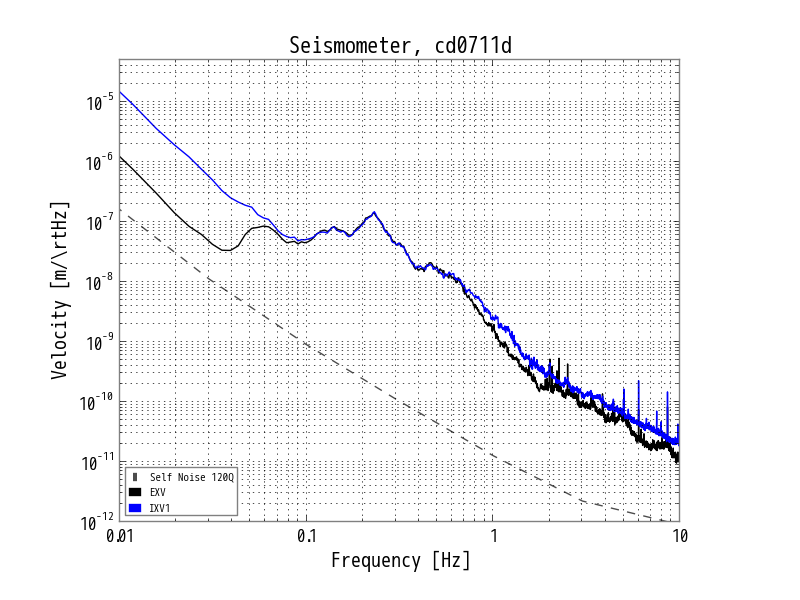 Seismometer, cd0711d
Velocity [m/\rtHz]
10^-5
10^-6
10^-7
10^-8
10^-9
10^-10
10^-11
10^-12
Self Noise 120Q
EXV
IXV1
0.01 0.1 1 10
Frequency [Hz]